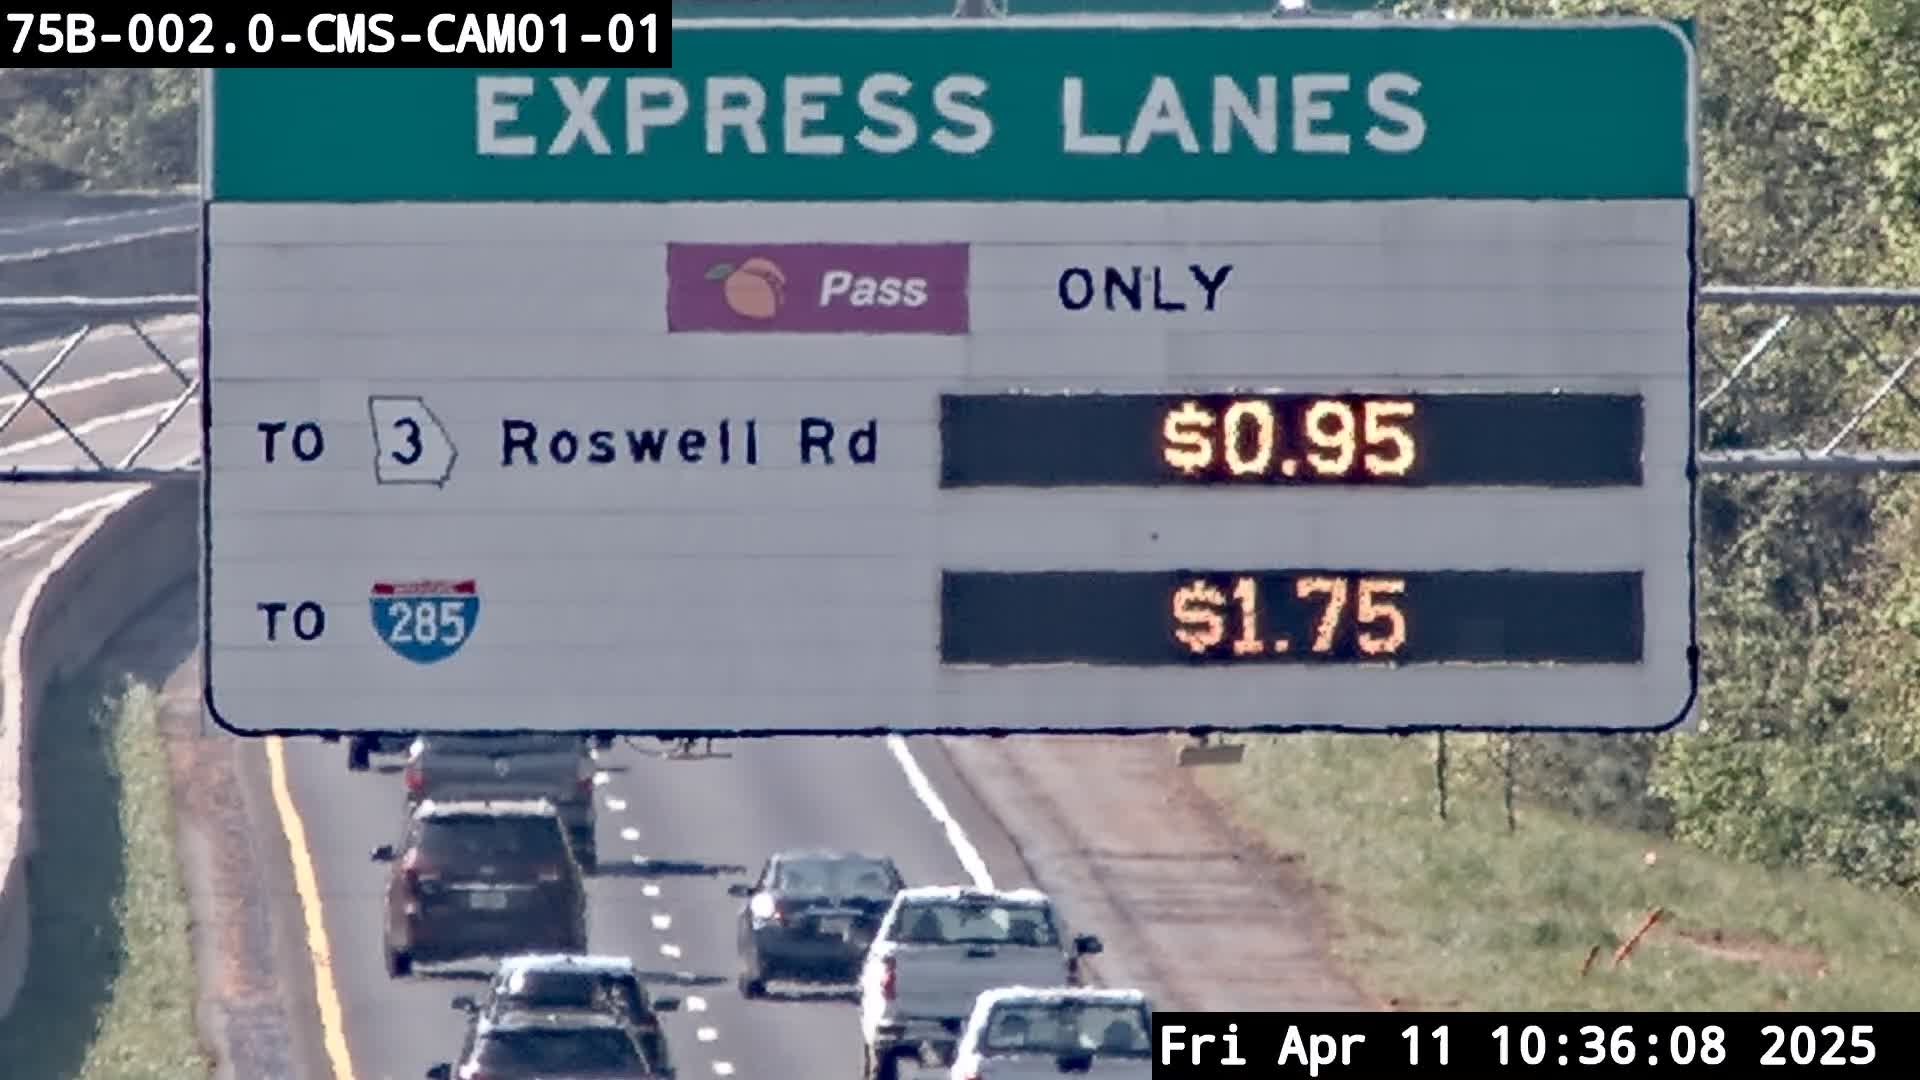 75B-002.0-CMS-CAM01-01
EXPRESS LANES
Pass ONLY
TO 3 Roswell Rd $0.95
TO 285 $1.75
Fri Apr 11 10:36:08 2025